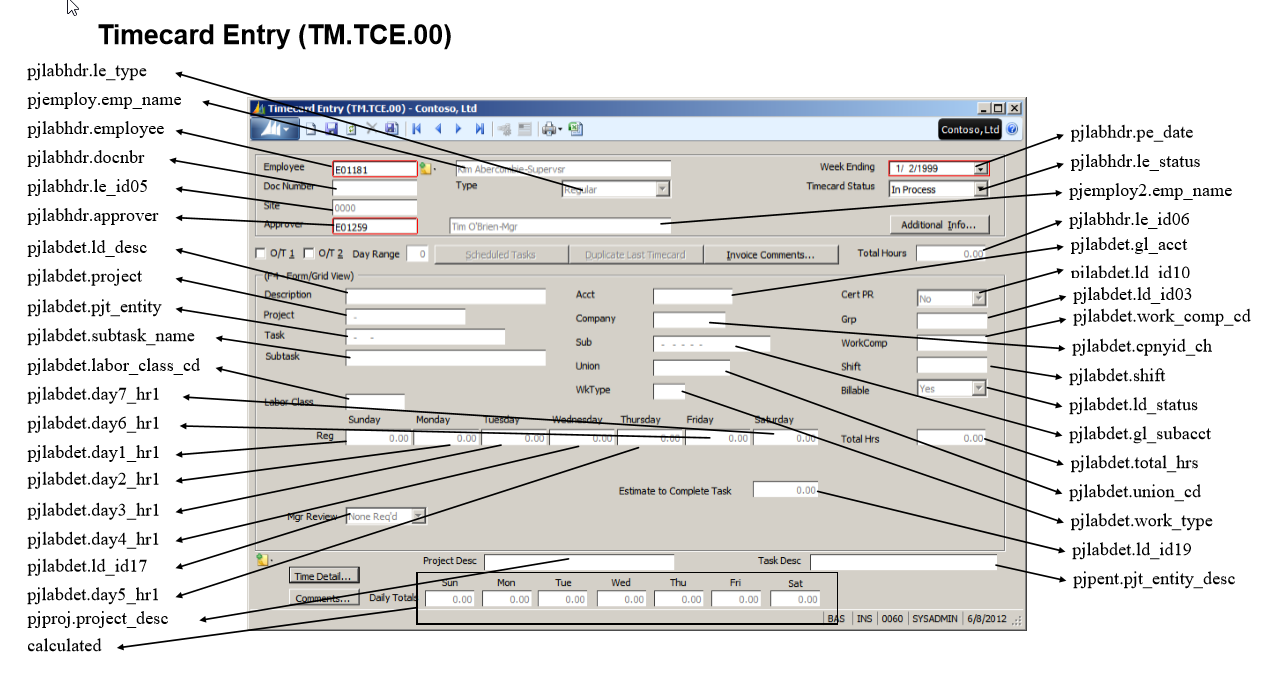 Timecard Entry (TM.TCE.00)
pjlabhdr.le_type
pjemploy.emp_name
pjlabhdr.employee
pjlabhdr.docnbr
pjlabhdr.le_id05
pjlabhdr.approver
pjlabdet.ld_desc
pjlabdet.project
pjlabdet.pjt_entity
pjlabdet.subtask_name
pjlabdet.labor_class_cd
pjlabdet.day7_hr1
pjlabdet.day6_hr1
pjlabdet.day1_hr1
pjlabdet.day2_hr1
pjlabdet.day3_hr1
pjlabdet.day4_hr1
pjlabdet.ld_id17
pjlabdet.day5_hr1
pjproj.project_desc
calculated
Timecard Entry (TM.TCE.00) - Contoso, Ltd
Contoso,Ltd
Employee E01181 Kim Abercombie-Supervsr Week Ending 1/ 2/1999
Doc Number Type Regular Timecard Status In Process
Site 0000
Approver E01259 Tim O'Brien-Mgr Additional Info...
O/T 1 O/T 2 Day Range 0 Scheduled Tasks Duplicate Last Timecard Invoice Comments... Total Hours 0.00
(F4 - Form/Grid View)
Description Acct Cert PR No
Project - Company Grp
Task - - Sub - - - - - WorkComp
Subtask Union Shift
WkType Billable Yes
Labor Class
Sunday Monday Tuesday Wednesday Thursday Friday Saturday
Reg 0.00 0.00 0.00 0.00 0.00 0.00 0.00 Total Hrs 0.00
Estimate to Complete Task 0.00
Mgr Review None Req'd
Project Desc Task Desc
Time Detail... Sun Mon Tue Wed Thu Fri Sat
Comments... Daily Totals 0.00 0.00 0.00 0.00 0.00 0.00 0.00
BAS INS 0060 SYSADMIN 6/8/2012
pjlabhdr.pe_date
pjlabhdr.le_status
pjemploy2.emp_name
pjlabhdr.le_id06
pjlabdet.gl_acct
pjlabdet.ld_id10
pjlabdet.ld_id03
pjlabdet.work_comp_cd
pjlabdet.cpnyid_ch
pjlabdet.shift
pjlabdet.ld_status
pjlabdet.gl_subacct
pjlabdet.total_hrs
pjlabdet.union_cd
pjlabdet.work_type
pjlabdet.ld_id19
pjpent.pjt_entity_desc